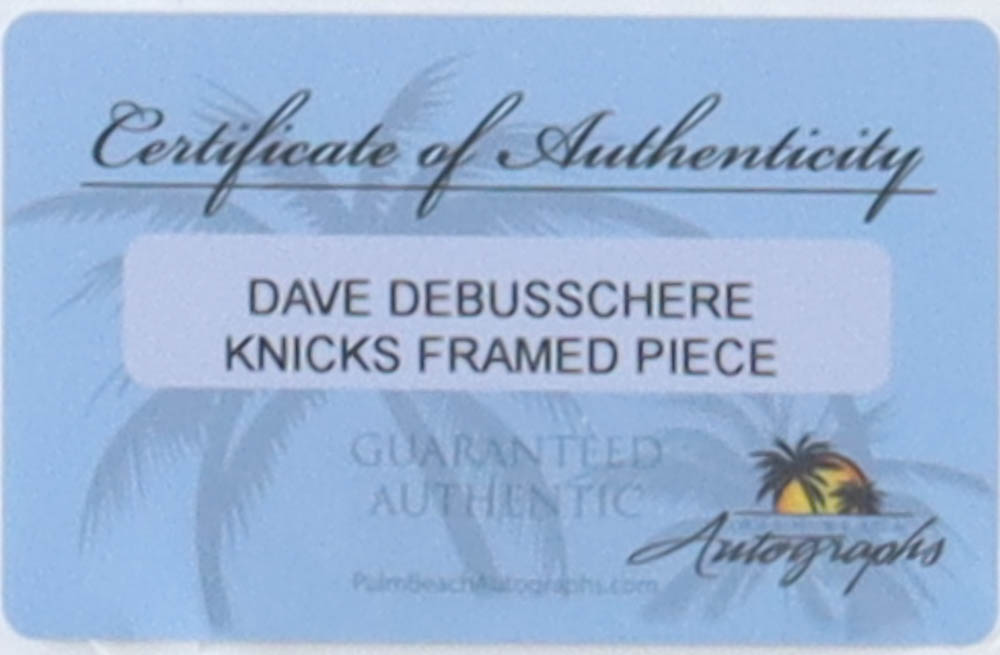 Certificate of Authenticity
DAVE DEBUSSCHERE
KNICKS FRAMED PIECE
GUARANTEED
AUTHENTIC
Autographs
PalmBeachAutographs.com